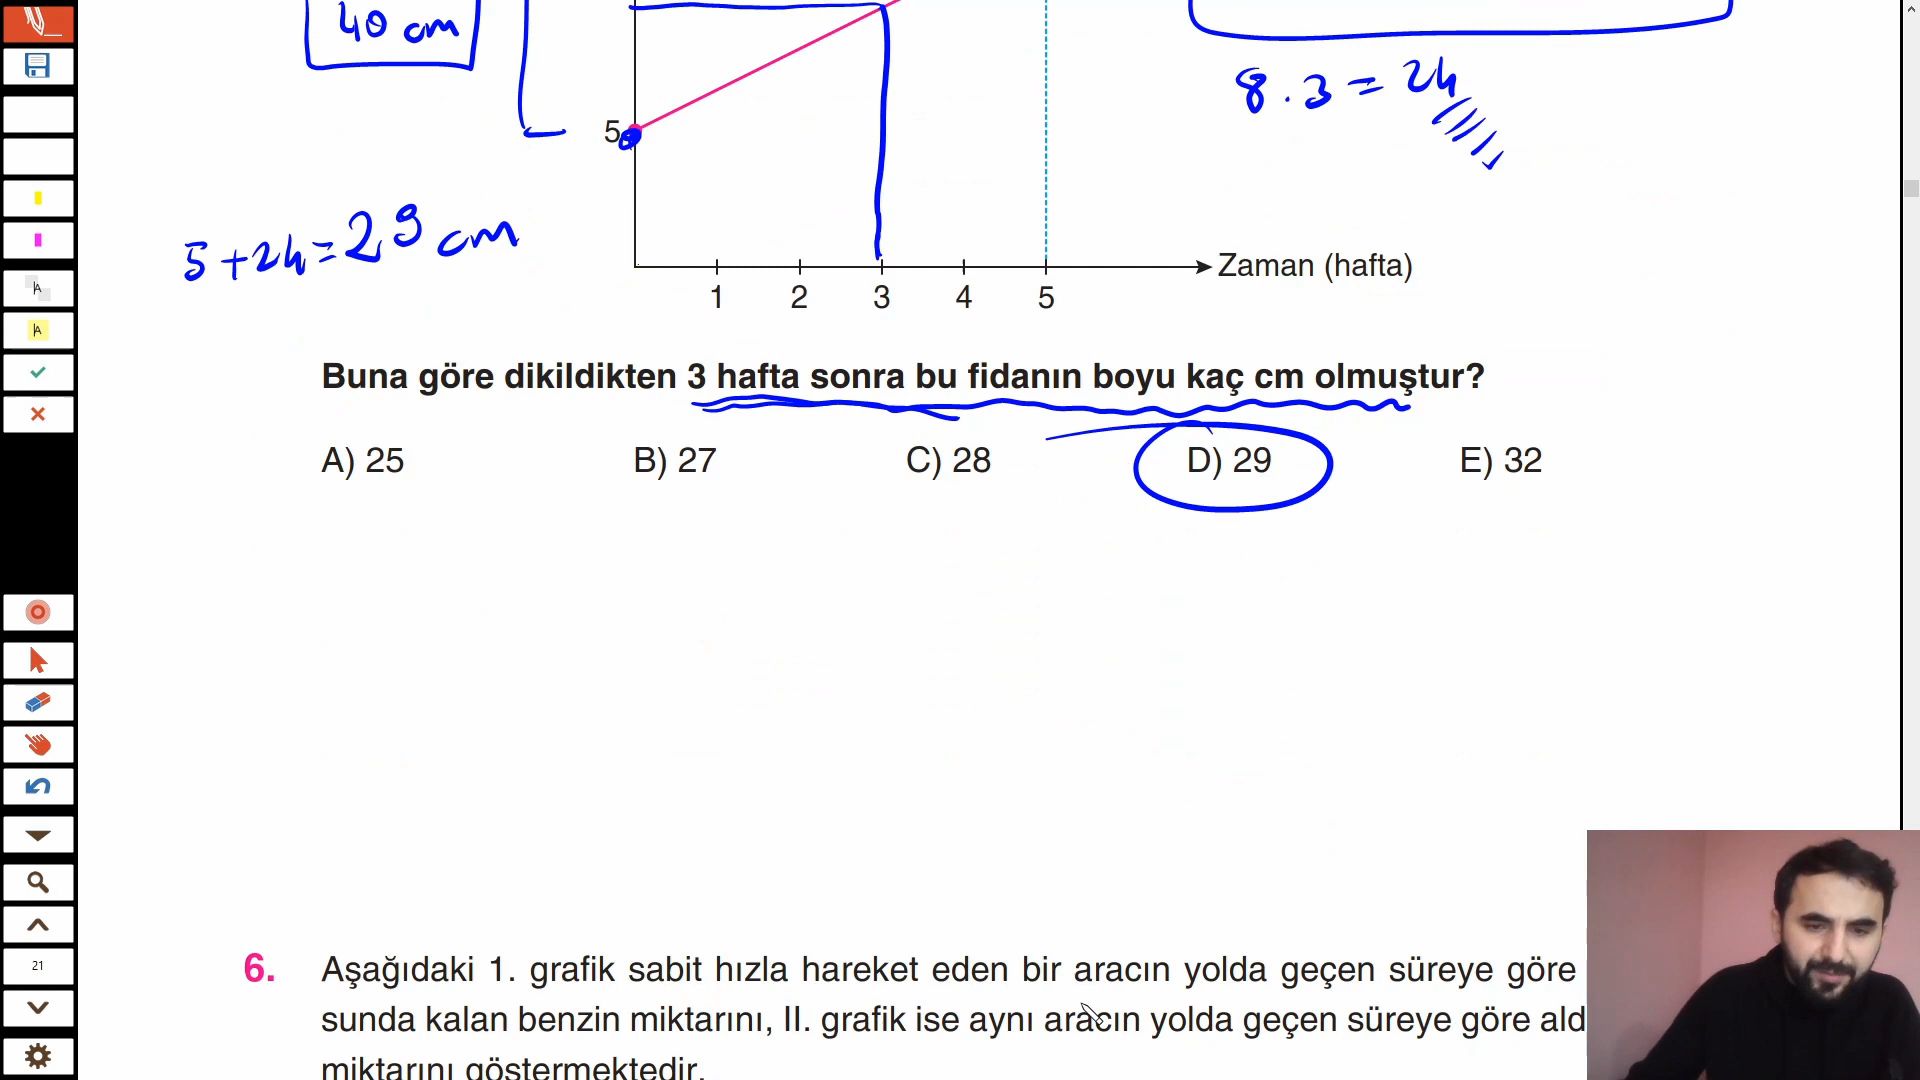 40 cm
8.3=24
5
5+24=29 cm
Zaman (hafta)
1 2 3 4 5
Buna göre dikildikten 3 hafta sonra bu fidanın boyu kaç cm olmuştur?
A) 25 B) 27 C) 28 D) 29 E) 32
21
6. Aşağıdaki 1. grafik sabit hızla hareket eden bir aracın yolda geçen süreye göre
sunda kalan benzin miktarını, II. grafik ise aynı aracın yolda geçen süreye göre ald
miktarını göstermektedir.